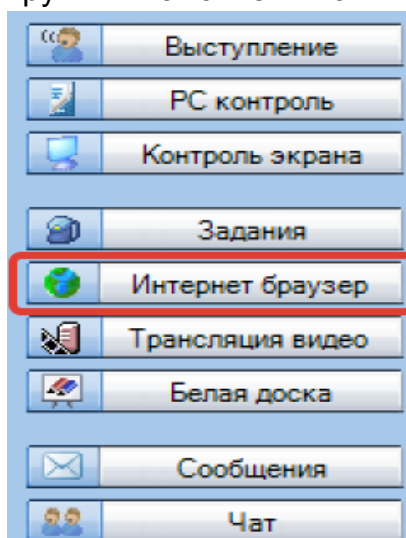 Выступление
PC контроль
Контроль экрана
Задания
Интернет браузер
Трансляция видео
Белая доска
Сообщения
Чат